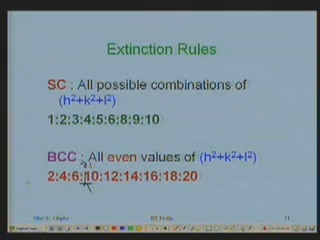 Extinction Rules
SC : All possible combinations of
(h²+k²+l²)
1:2:3:4:5:6:8:9:10
BCC : All even values of (h²+k²+l²)
2:4:6:10:12:14:16:18:20
IIT Delhi